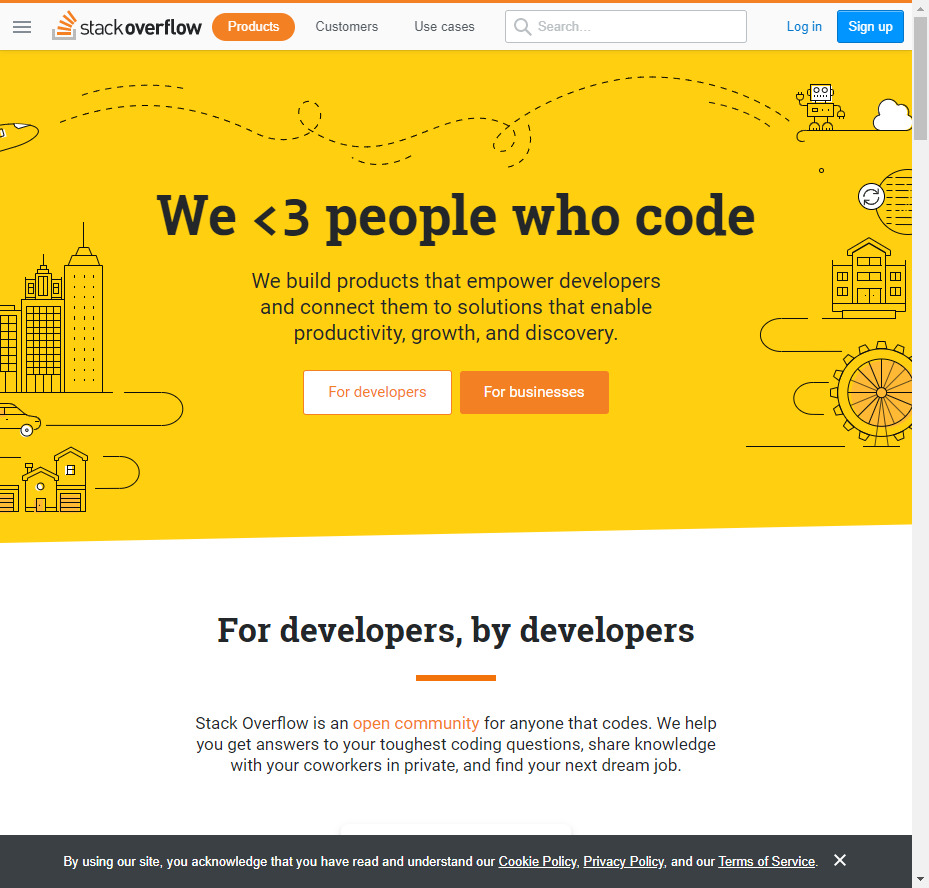 stackoverflow Products Customers Use cases Search... Log in Sign up
We <3 people who code
We build products that empower developers
and connect them to solutions that enable
productivity, growth, and discovery.
For developers For businesses
For developers, by developers
Stack Overflow is an open community for anyone that codes. We help
you get answers to your toughest coding questions, share knowledge
with your coworkers in private, and find your next dream job.
By using our site, you acknowledge that you have read and understand our Cookie Policy, Privacy Policy, and our Terms of Service.